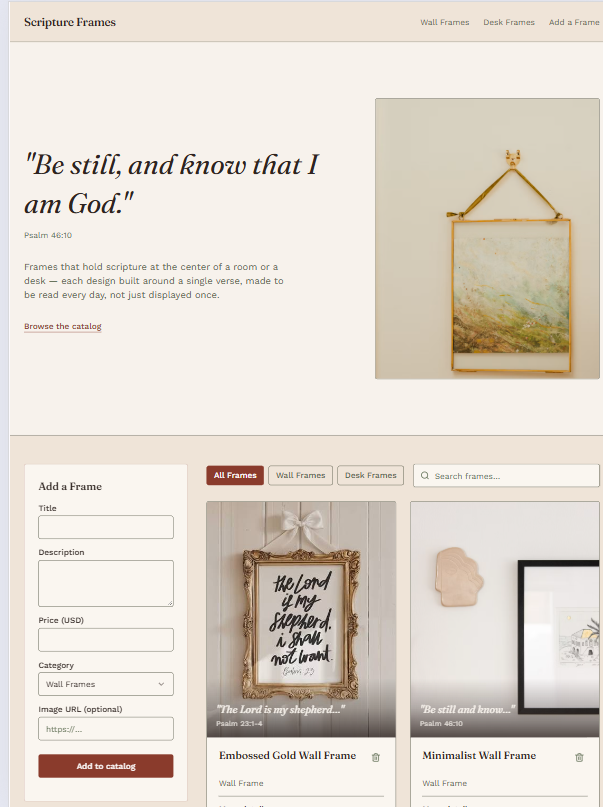 Scripture Frames
Wall Frames
Desk Frames
Add a Frame
"Be still, and know that I
am God."
Psalm 46:10
Frames that hold scripture at the center of a room or a
desk — each design built around a single verse, made to
be read every day, not just displayed once.
Browse the catalog
Add a Frame
Title
Description
Price (USD)
Category
Wall Frames
Image URL (optional)
https://...
Add to catalog
All Frames
Wall Frames
Desk Frames
Search frames...
the Lord
is my
Shepherd.
i shall
not want.
"The Lord is my shepherd..."
Psalm 23:1-4
Embossed Gold Wall Frame
Wall Frame
"Be still and know..."
Psalm 46:10
Minimalist Wall Frame
Wall Frame